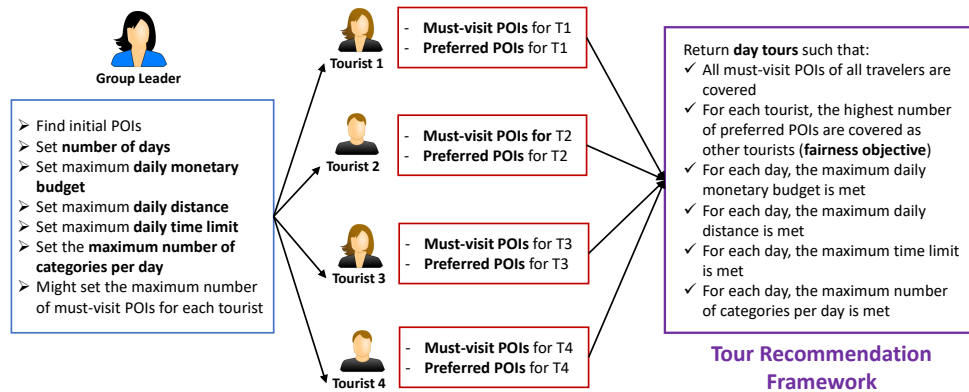 Group Leader
➢ Find initial POIs
➢ Set number of days
➢ Set maximum daily monetary
budget
➢ Set maximum daily distance
➢ Set maximum daily time limit
➢ Set the maximum number of
categories per day
➢ Might set the maximum number
of must-visit POIs for each tourist
Tourist 1
- Must-visit POIs for T1
- Preferred POIs for T1
Tourist 2
- Must-visit POIs for T2
- Preferred POIs for T2
Tourist 3
- Must-visit POIs for T3
- Preferred POIs for T3
Tourist 4
- Must-visit POIs for T4
- Preferred POIs for T4
Return day tours such that:
✓ All must-visit POIs of all travelers are
covered
✓ For each tourist, the highest number
of preferred POIs are covered as
other tourists (fairness objective)
✓ For each day, the maximum daily
monetary budget is met
✓ For each day, the maximum daily
distance is met
✓ For each day, the maximum time limit
is met
✓ For each day, the maximum number
of categories per day is met
Tour Recommendation
Framework